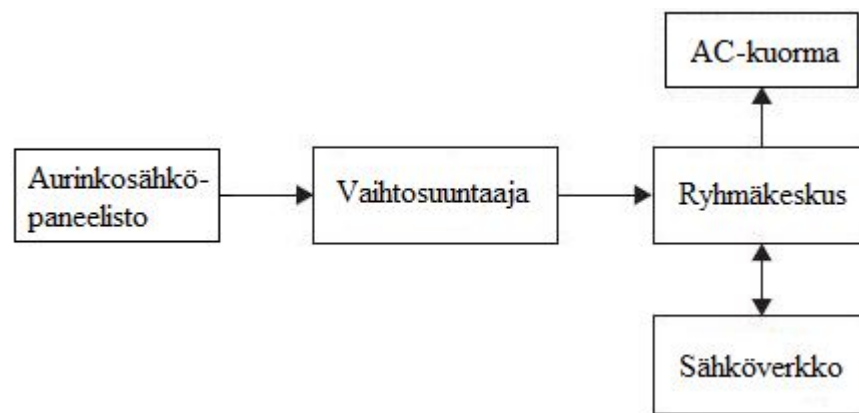 AC-kuorma
Aurinkosähkö-
paneelisto
Vaihtosuuntaaja
Ryhmäkeskus
Sähköverkko